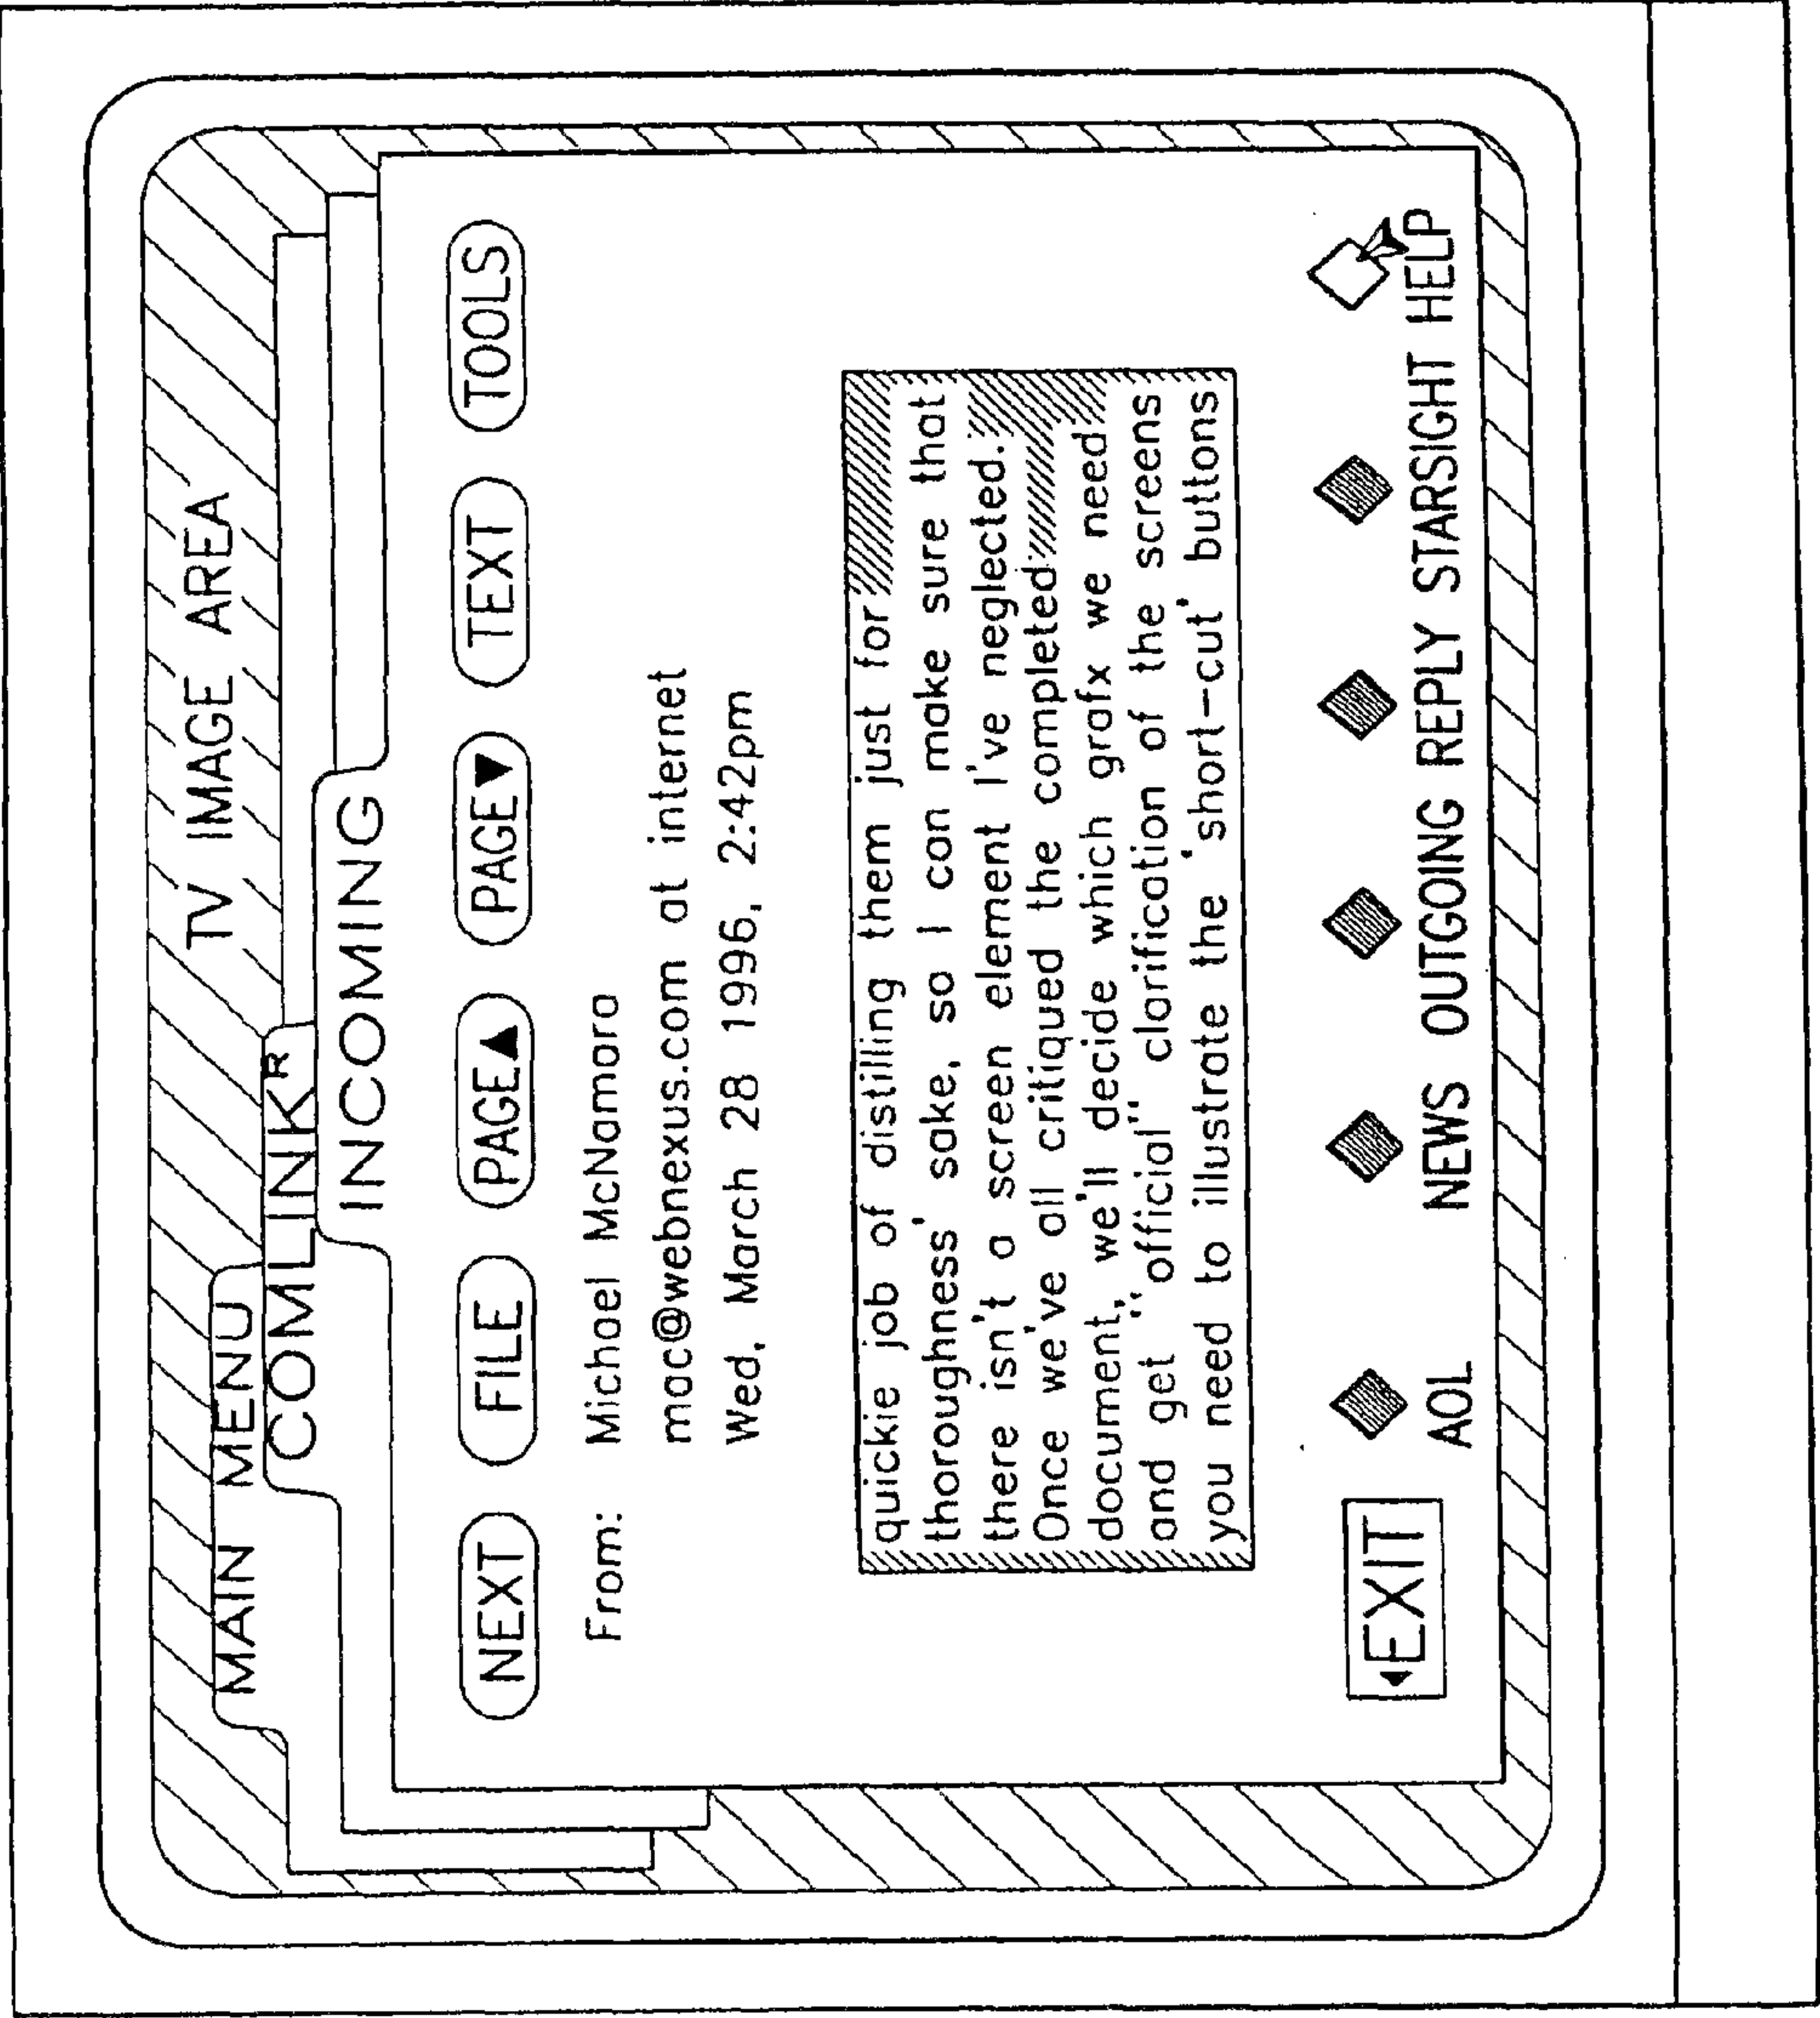 TV IMAGE AREA
MAIN MENU
COMLINKᴿ
INCOMING
NEXT FILE PAGE▲ PAGE▼ TEXT TOOLS
From: Michael McNamara
mac@webnexus.com at internet
Wed, March 28 1996, 2:42pm
quickie job of distilling them just for
thoroughness' sake, so I can make sure that
there isn't a screen element I've neglected.
Once we've all critiqued the completed
document, we'll decide which grafx we need
and get "official" clarification of the screens
you need to illustrate the 'short-cut' buttons
◂EXIT AOL NEWS OUTGOING REPLY STARSIGHT HELP